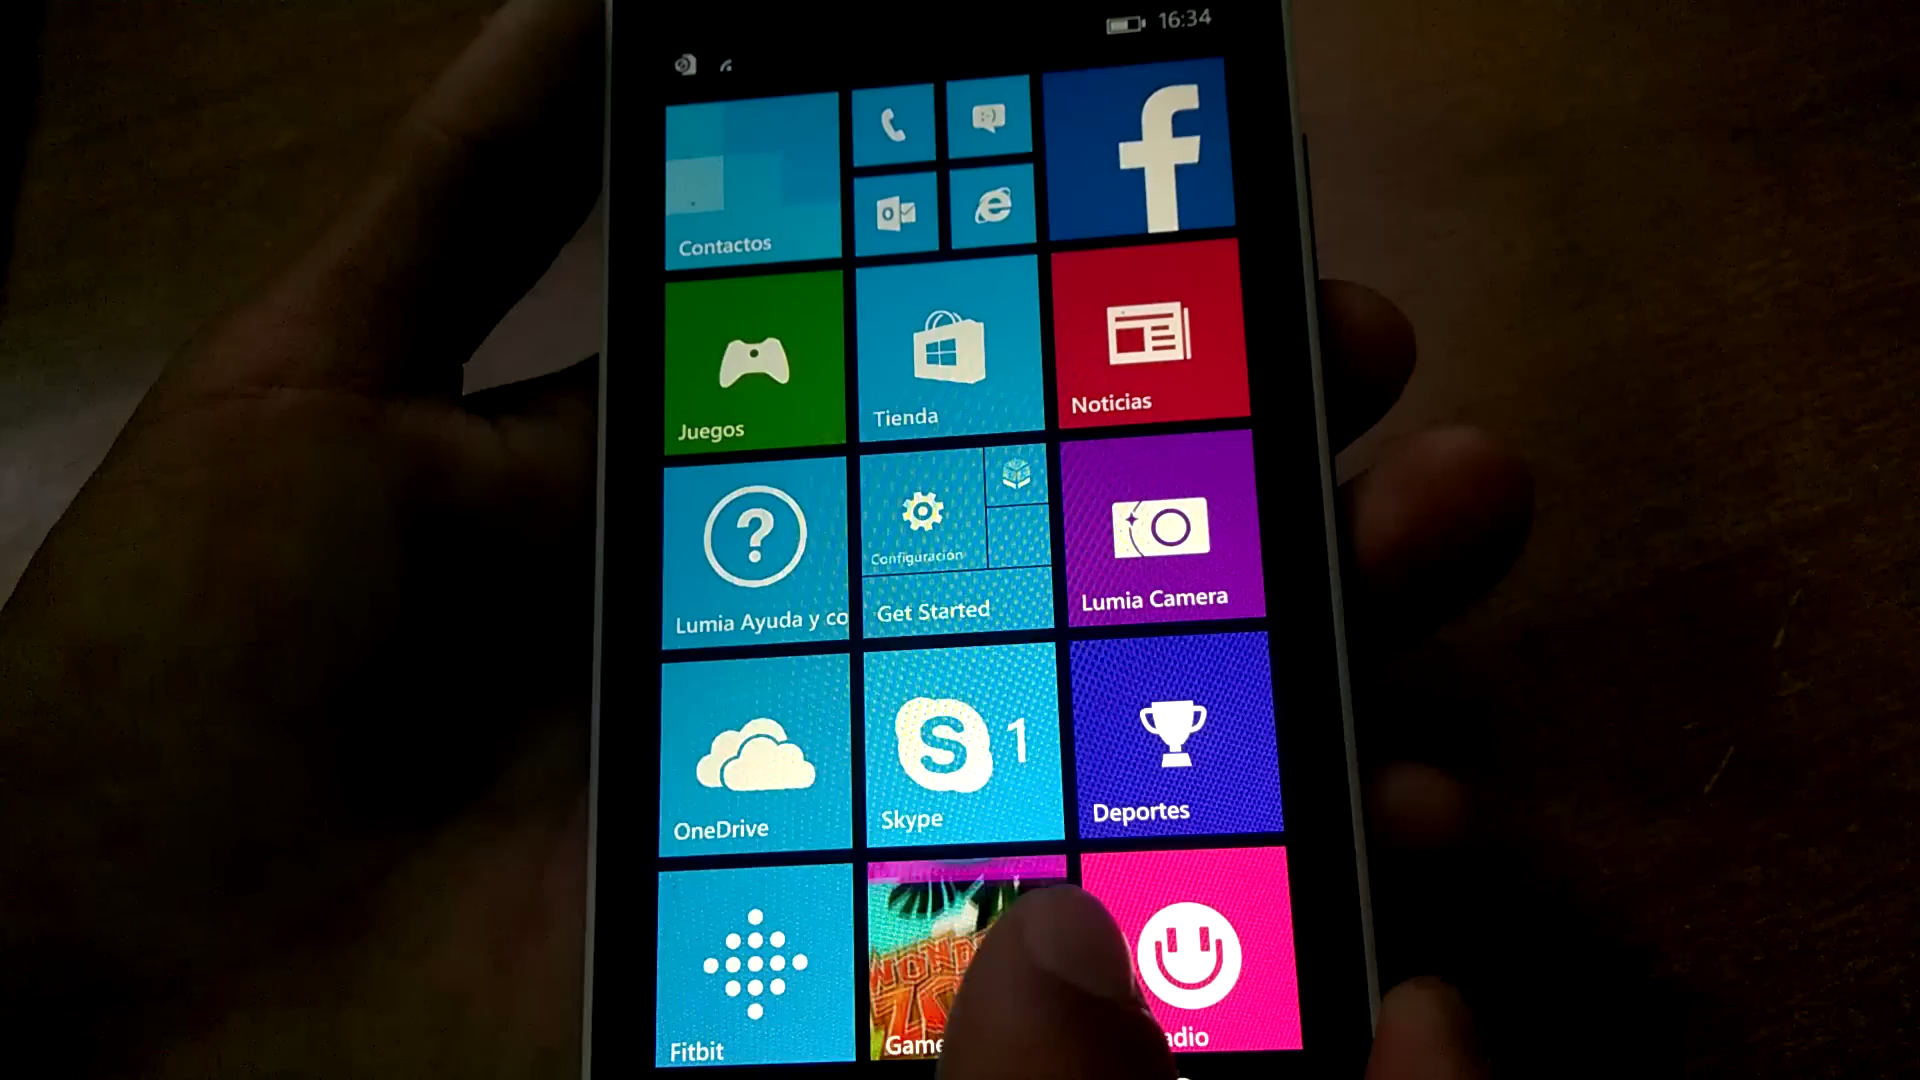 16:34
Contactos
Juegos
Tienda
Noticias
Lumia Ayuda y co
Configuración
Get Started
Lumia Camera
OneDrive
Skype
1
Deportes
Fitbit
Game
adio